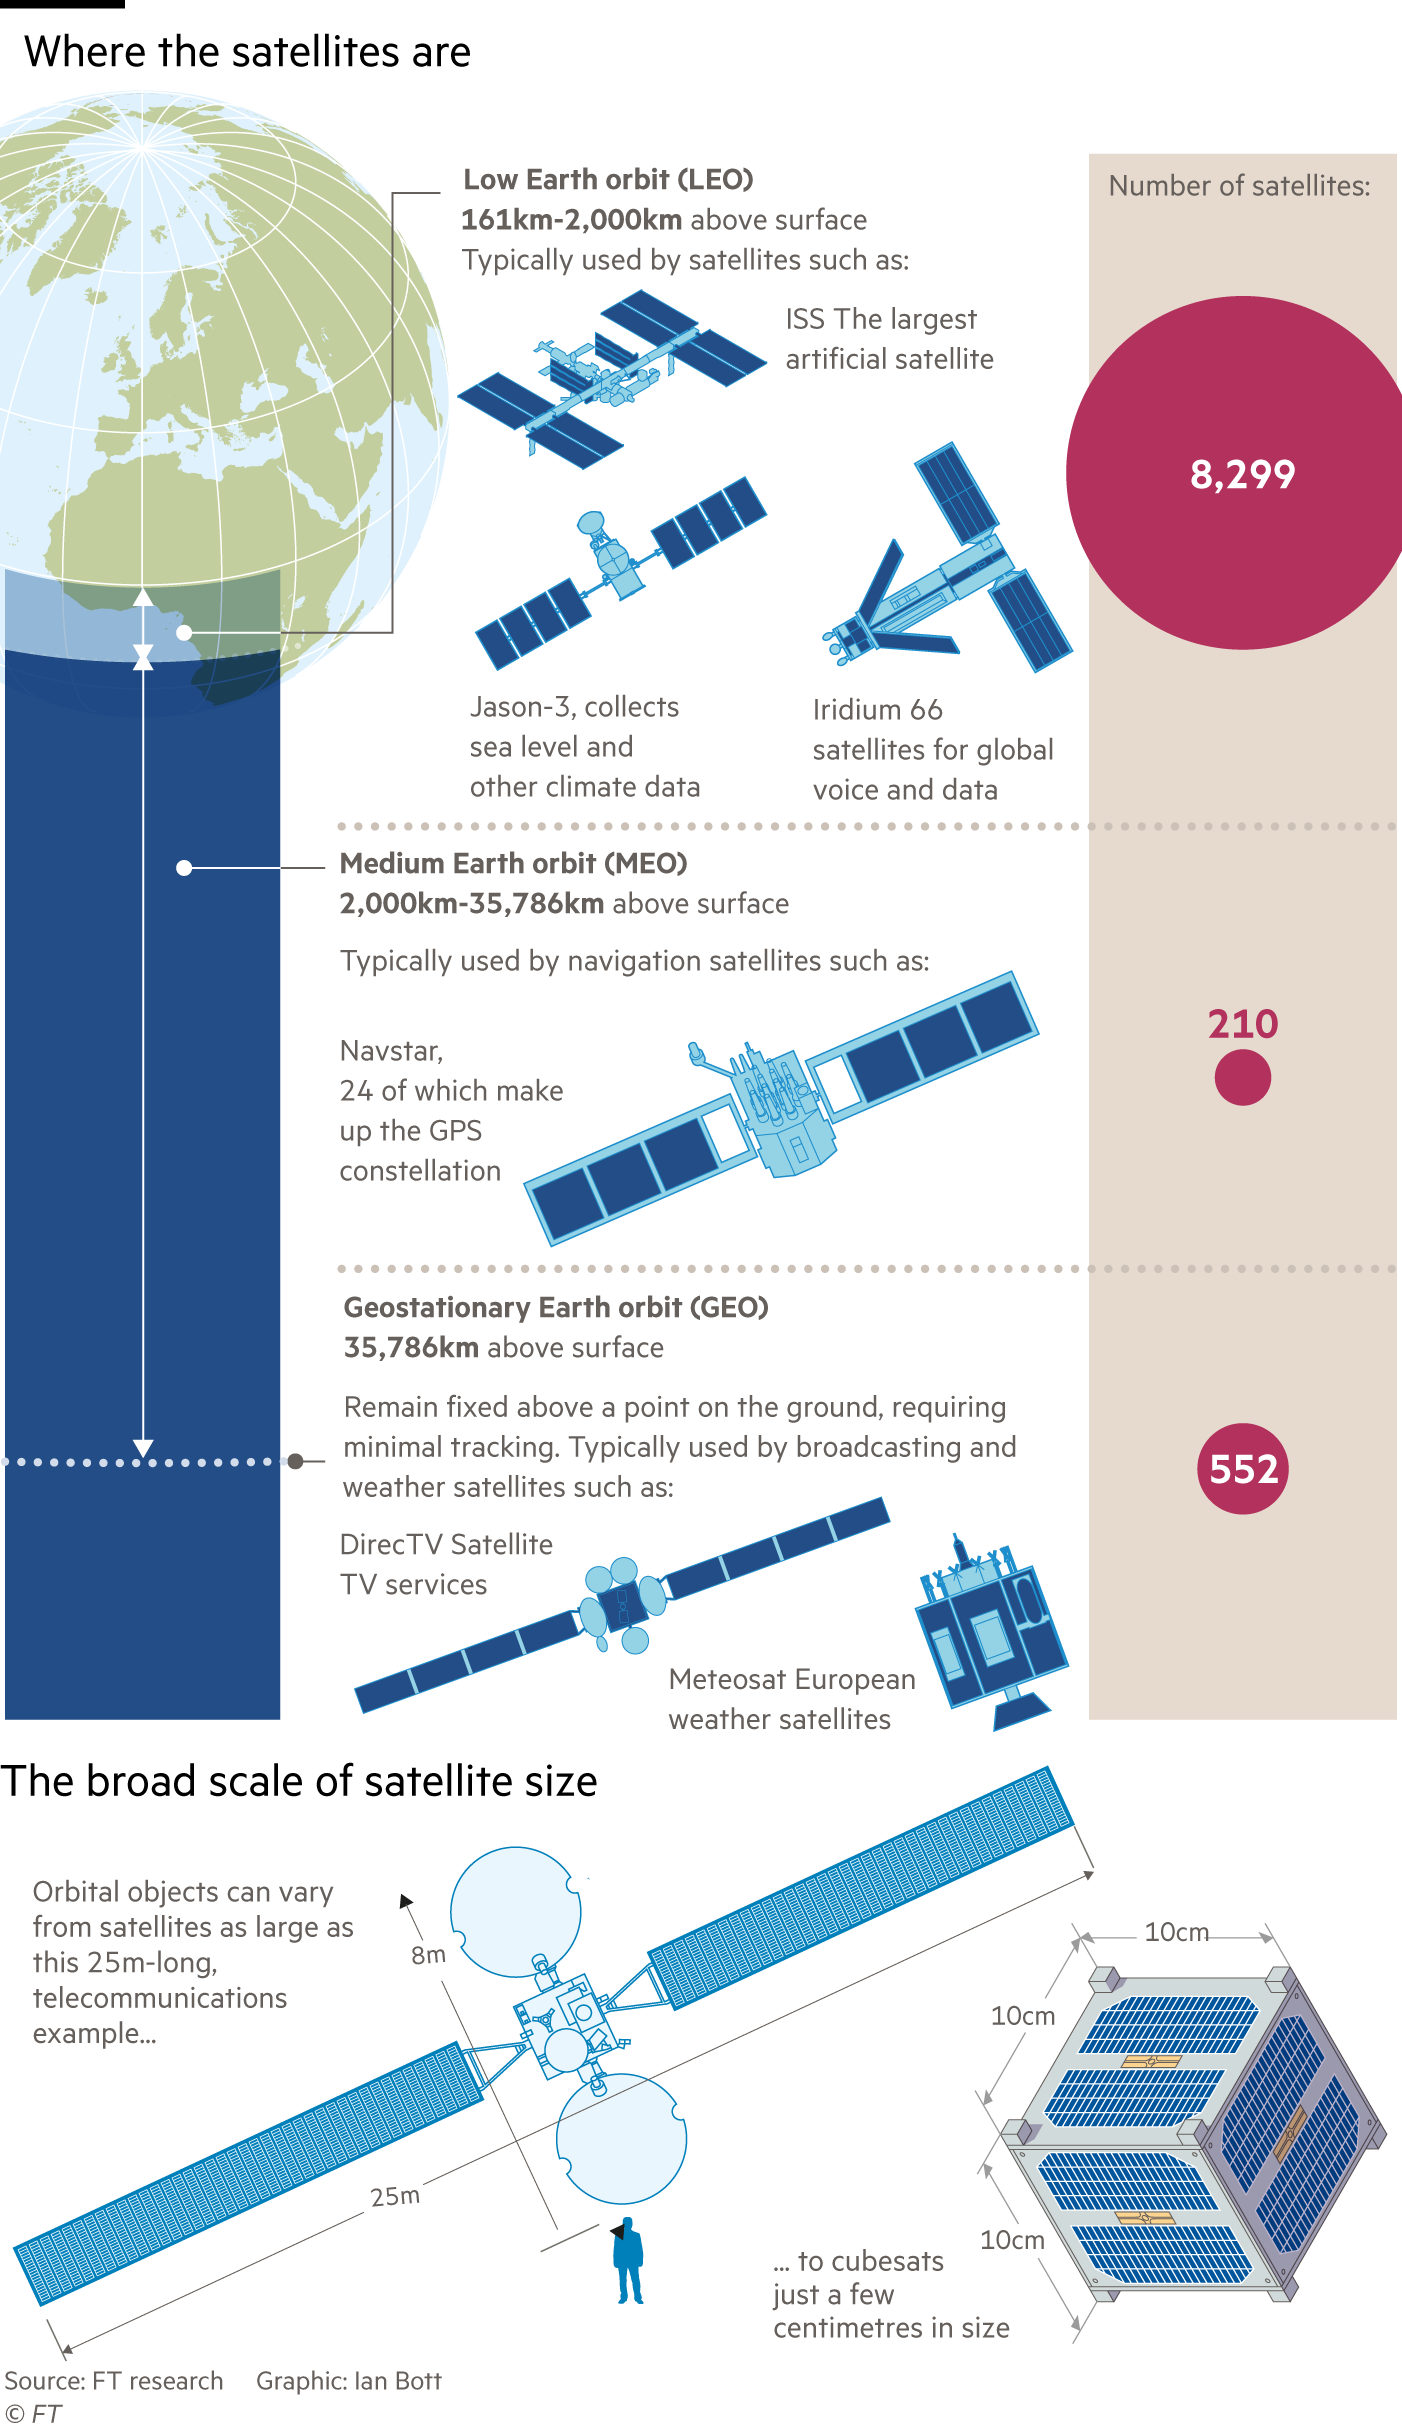 Where the satellites are
Low Earth orbit (LEO)
161km-2,000km above surface
Typically used by satellites such as:
Number of satellites:
ISS The largest
artificial satellite
8,299
Jason-3, collects
sea level and
other climate data
Iridium 66
satellites for global
voice and data
Medium Earth orbit (MEO)
2,000km-35,786km above surface
Typically used by navigation satellites such as:
Navstar,
24 of which make
up the GPS
constellation
210
Geostationary Earth orbit (GEO)
35,786km above surface
Remain fixed above a point on the ground, requiring
minimal tracking. Typically used by broadcasting and
weather satellites such as:
552
DirecTV Satellite
TV services
Meteosat European
weather satellites
The broad scale of satellite size
Orbital objects can vary
from satellites as large as
this 25m-long,
telecommunications
example...
8m
25m
10cm
10cm
10cm
... to cubesats
just a few
centimetres in size
Source: FT research Graphic: Ian Bott
© FT